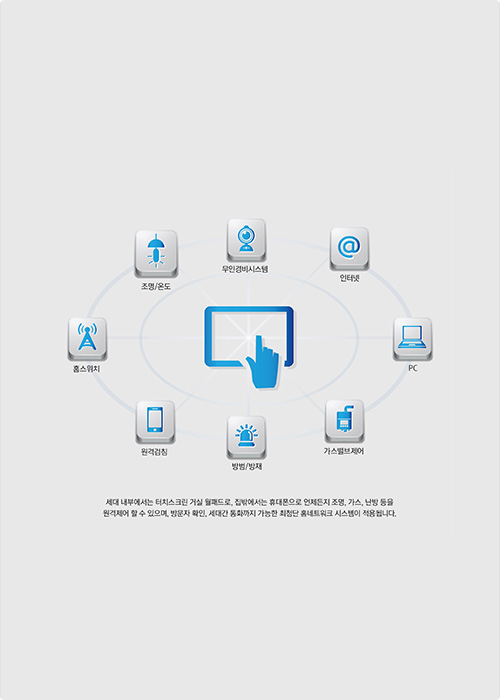 무인경비시스템
조명/온도
인터넷
홈스위치
PC
원격검침
방범/방재
가스밸브제어
세대 내부에서는 터치스크린 거실 월패드로, 집밖에서는 휴대폰으로 언제든지 조명, 가스, 난방 등을
원격제어 할 수 있으며, 방문자 확인, 세대간 통화까지 가능한 최첨단 홈네트워크 시스템이 적용됩니다.